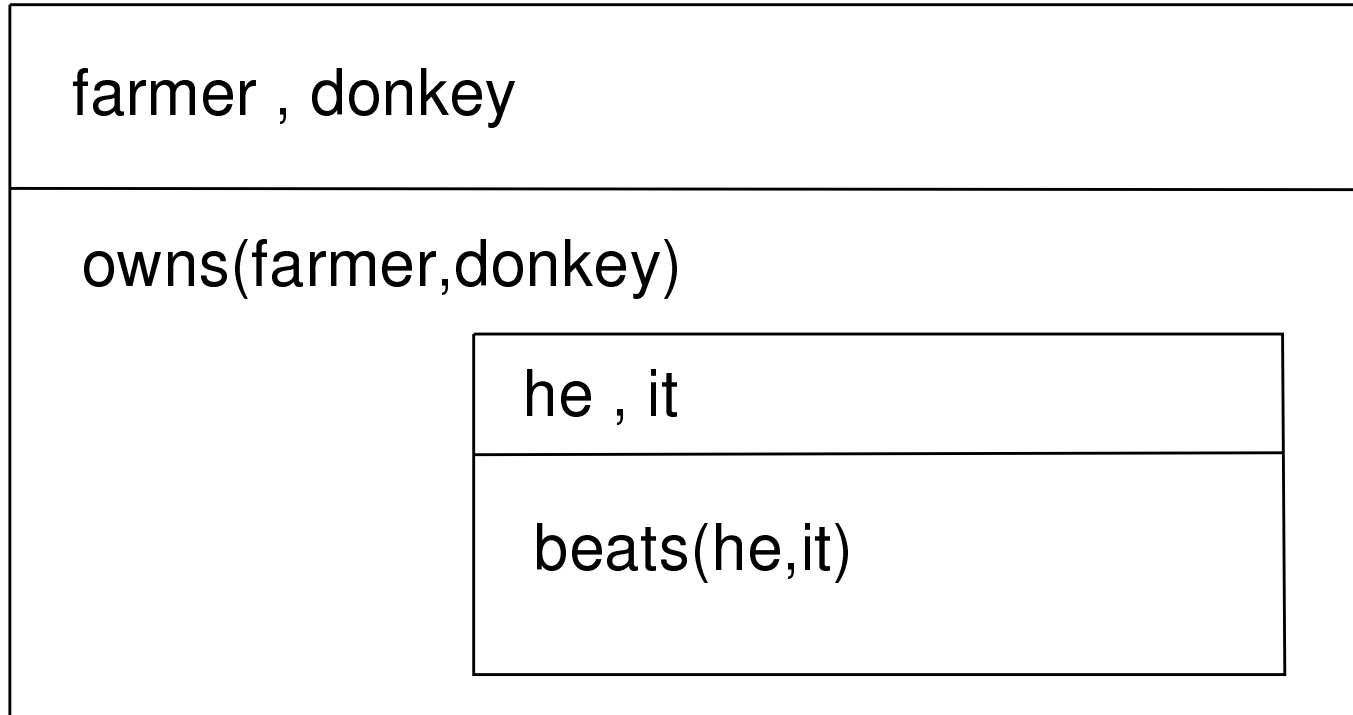 farmer , donkey
owns(farmer,donkey)
he , it
beats(he,it)